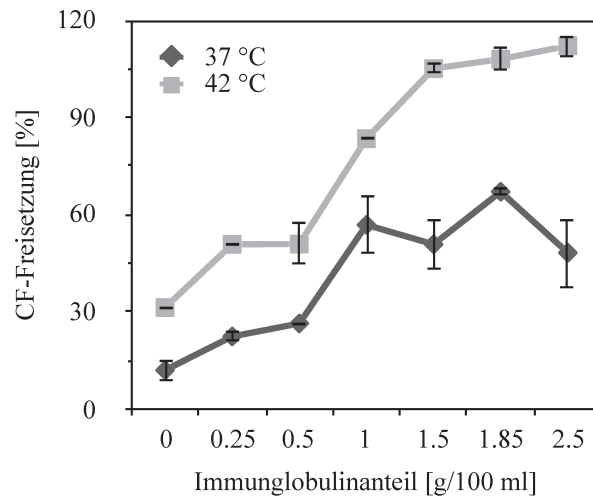 120
90
60
30
0
CF-Freisetzung [%]
37 °C
42 °C
0 0.25 0.5 1 1.5 1.85 2.5
Immunglobulinanteil [g/100 ml]